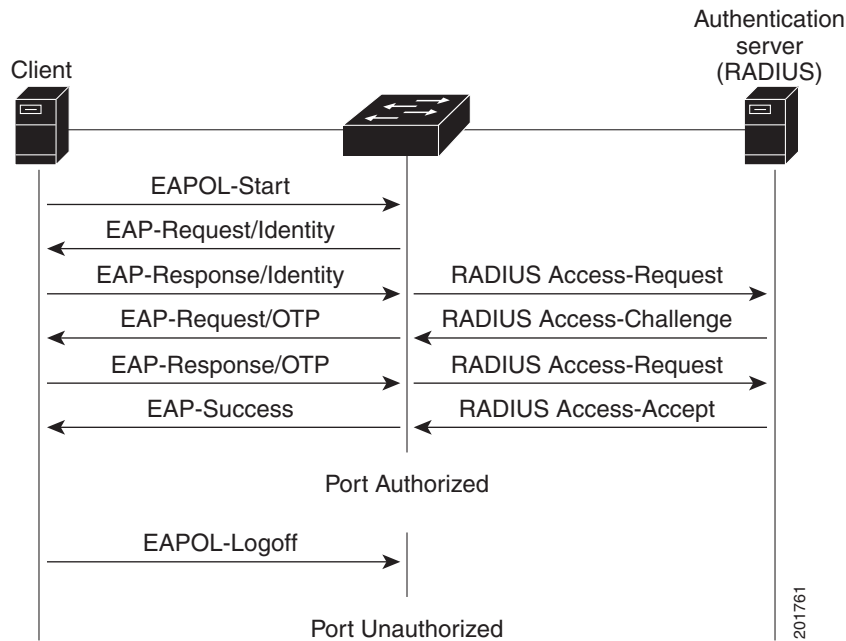 Authentication
server
(RADIUS)
Client
EAPOL-Start
EAP-Request/Identity
EAP-Response/Identity
RADIUS Access-Request
EAP-Request/OTP
RADIUS Access-Challenge
EAP-Response/OTP
RADIUS Access-Request
EAP-Success
RADIUS Access-Accept
Port Authorized
EAPOL-Logoff
Port Unauthorized
201761